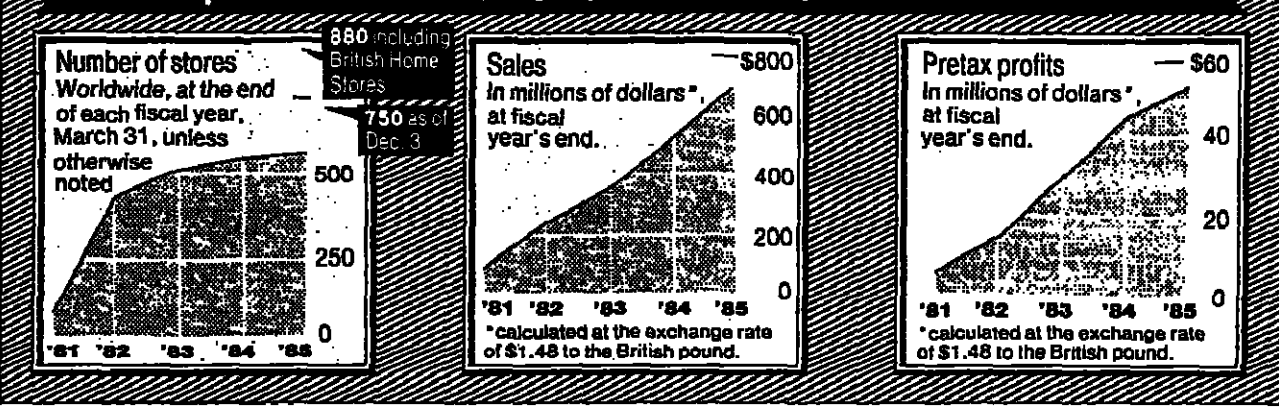 Number of stores
Worldwide, at the end
of each fiscal year,
March 31, unless
otherwise
noted
880 including
British Home
Stores
750 as of
Dec. 3
500
250
0
'81 '82 '83 '84 '85
Sales
In millions of dollars*,
at fiscal
year's end.
$800
600
400
200
0
'81 '82 '83 '84 '85
*calculated at the exchange rate
of $1.48 to the British pound.
Pretax profits
In millions of dollars*,
at fiscal
year's end.
$60
40
20
0
'81 '82 '83 '84 '85
*calculated at the exchange rate
of $1.48 to the British pound.